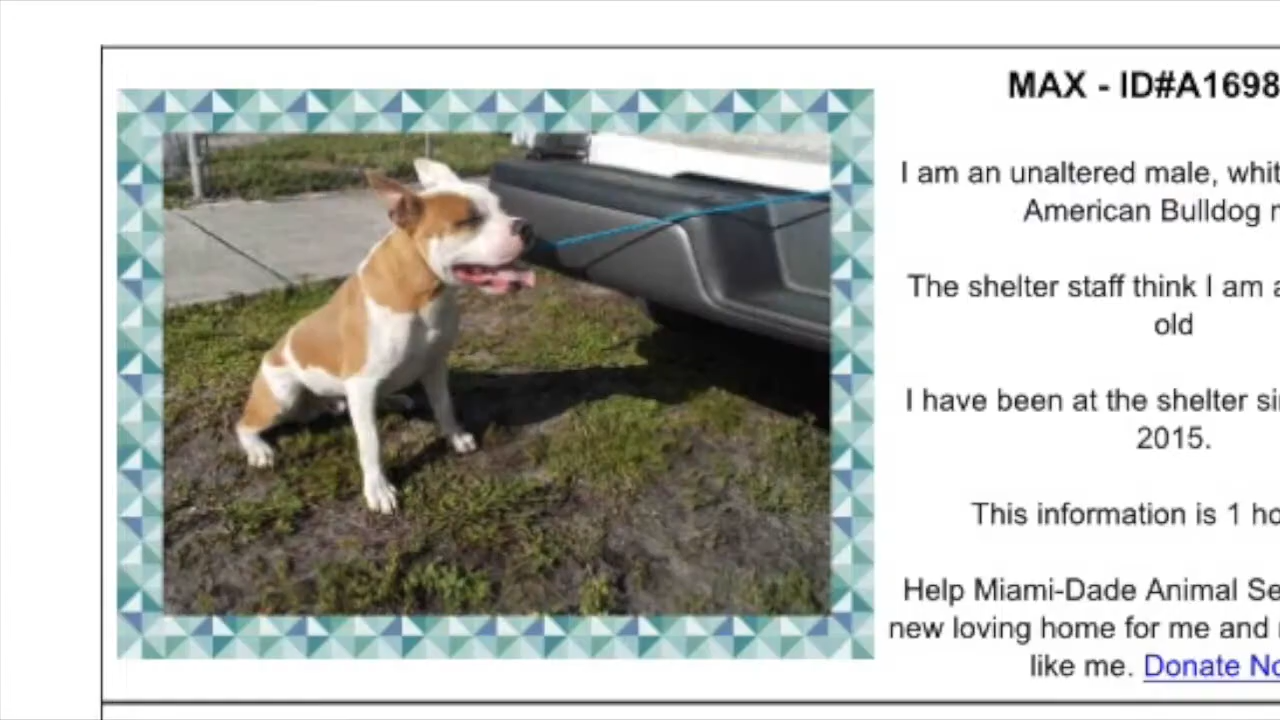 MAX - ID#A1698
I am an unaltered male, whit
American Bulldog
The shelter staff think I am a
old
I have been at the shelter si
2015.
This information is 1 ho
Help Miami-Dade Animal Se
new loving home for me and
like me. Donate No